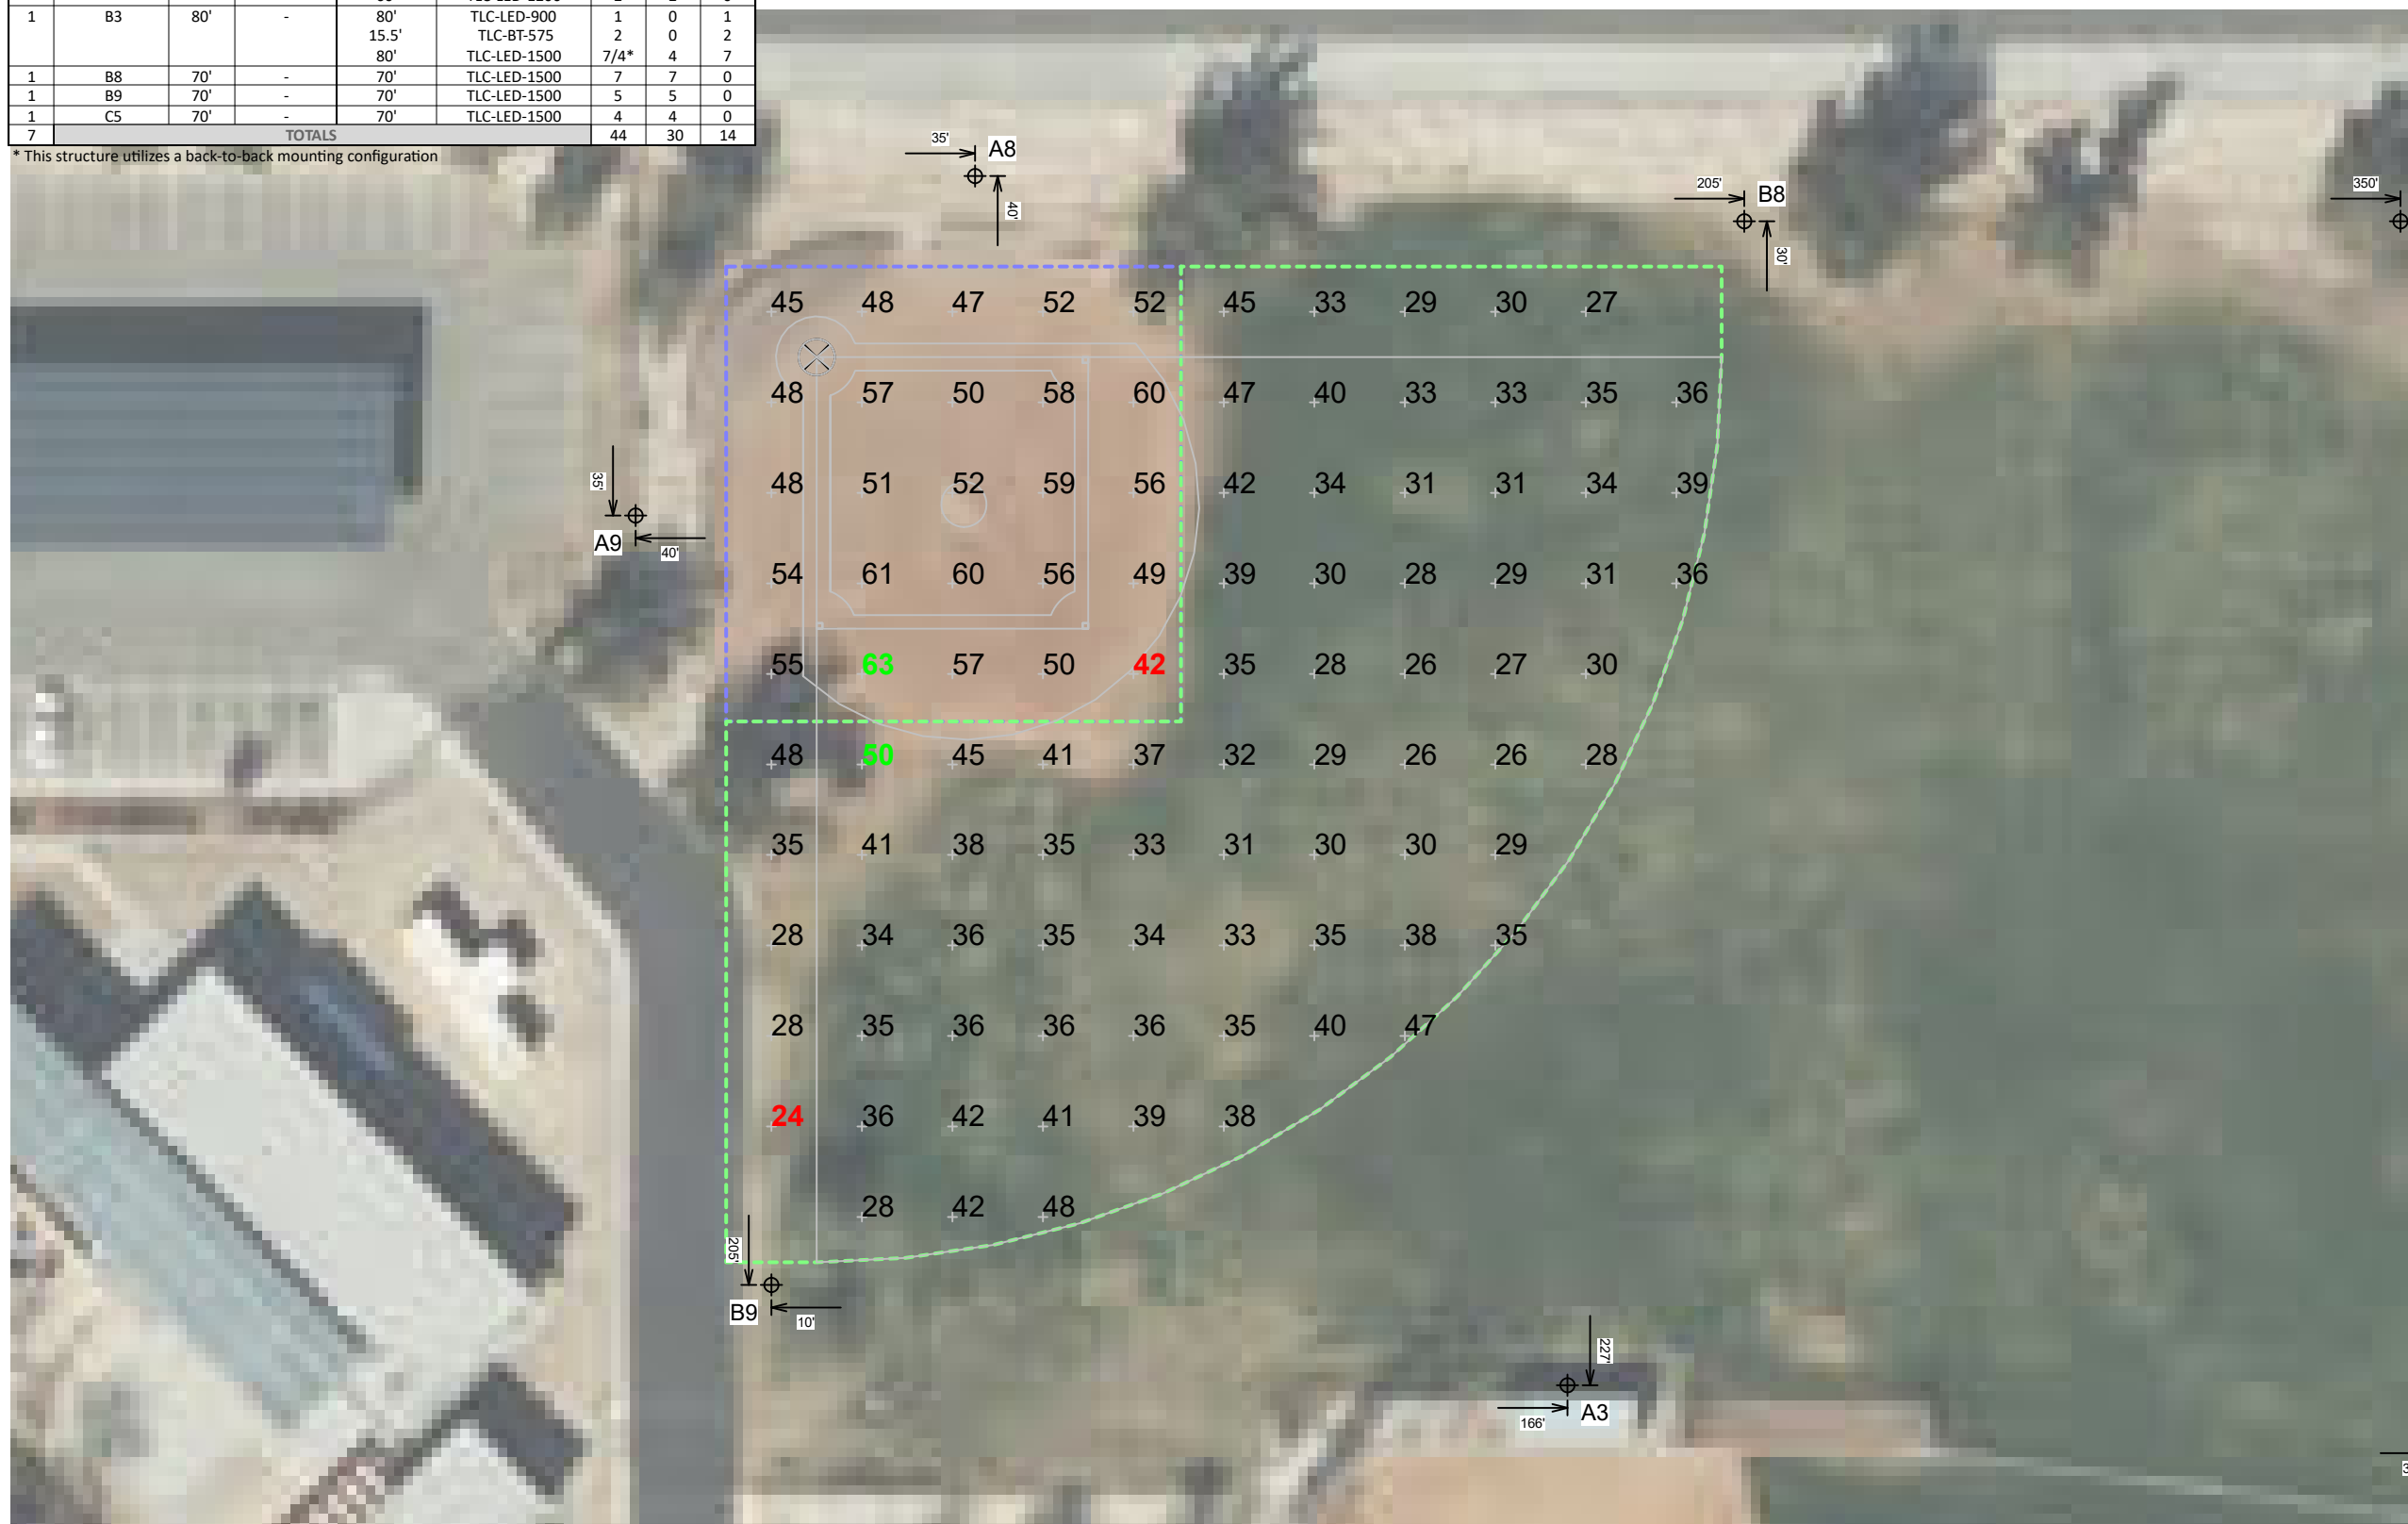 1 B3 80' - 80' TLC-LED-900 1 0 1
15.5' TLC-BT-575 2 0 2
80' TLC-LED-1500 7/4* 4 7
1 B8 70' - 70' TLC-LED-1500 7 7 0
1 B9 70' - 70' TLC-LED-1500 5 5 0
1 C5 70' - 70' TLC-LED-1500 4 4 0
7 TOTALS 44 30 14
* This structure utilizes a back-to-back mounting configuration
35' A8
40'
205' B8
30'
350'
45 48 47 52 52 45 33 29 30 27
48 57 50 58 60 47 40 33 33 35 36
48 51 52 59 56 42 34 31 31 34 39
35'
A9 40'
54 61 60 56 49 39 30 28 29 31 36
55 63 57 50 42 35 28 26 27 30
48 50 45 41 37 32 29 26 26 28
35 41 38 35 33 31 30 30 29
28 34 36 35 34 33 35 38 35
28 35 36 36 36 35 40 47
24 36 42 41 39 38
28 42 48
205'
B9 10'
227'
166' A3